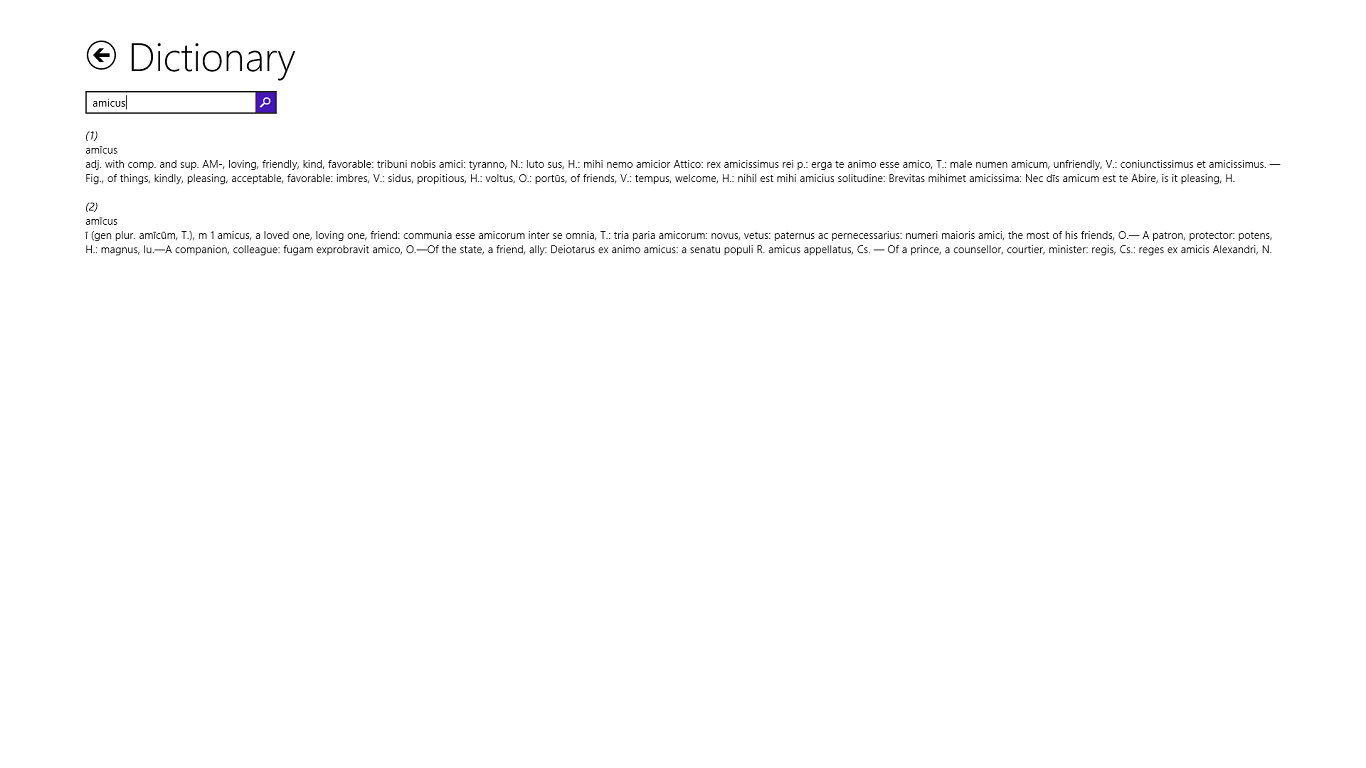 Dictionary
amicus
(1)
amīcus
adj. with comp. and sup. AM-, loving, friendly, kind, favorable: tribuni nobis amici: tyranno, N.: luto sus, H.: mihi nemo amicior Attico: rex amicissimus rei p.: erga te animo esse amico, T.: male numen amicum, unfriendly, V.: coniunctissimus et amicissimus. —
Fig., of things, kindly, pleasing, acceptable, favorable: imbres, V.: sidus, propitious, H.: voltus, O.: portūs, of friends, V.: tempus, welcome, H.: nihil est mihi amicius solitudine: Brevitas mihimet amicissima: Nec dīs amicum est te Abire, is it pleasing, H.
(2)
amīcus
ī (gen plur. amīcūm, T.), m 1 amicus, a loved one, loving one, friend: communia esse amicorum inter se omnia, T.: tria paria amicorum: novus, vetus: paternus ac pernecessarius: numeri maioris amici, the most of his friends, O.— A patron, protector: potens,
H.: magnus, Iu.—A companion, colleague: fugam exprobravit amico, O.—Of the state, a friend, ally: Deiotarus ex animo amicus: a senatu populi R. amicus appellatus, Cs. — Of a prince, a counsellor, courtier, minister: regis, Cs.: reges ex amicis Alexandri, N.